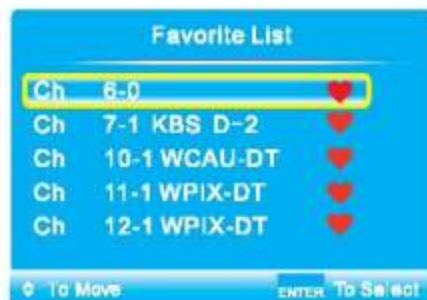 Favorite List
Ch 6-0
Ch 7-1 KBS D-2
Ch 10-1 WCAU-DT
Ch 11-1 WPIX-DT
Ch 12-1 WPIX-DT
To Move ENTER To Select